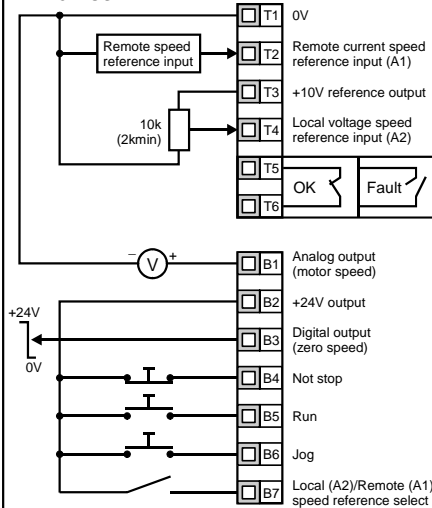 T1 0V
Remote speed
reference input
T2 Remote current speed
reference input (A1)
T3 +10V reference output
10k
(2kmin)
T4 Local voltage speed
reference input (A2)
T5
OK
Fault
T6
− V +
B1 Analog output
(motor speed)
B2 +24V output
+24V
0V
B3 Digital output
(zero speed)
B4 Not stop
B5 Run
B6 Jog
B7 Local (A2)/Remote (A1)
speed reference select